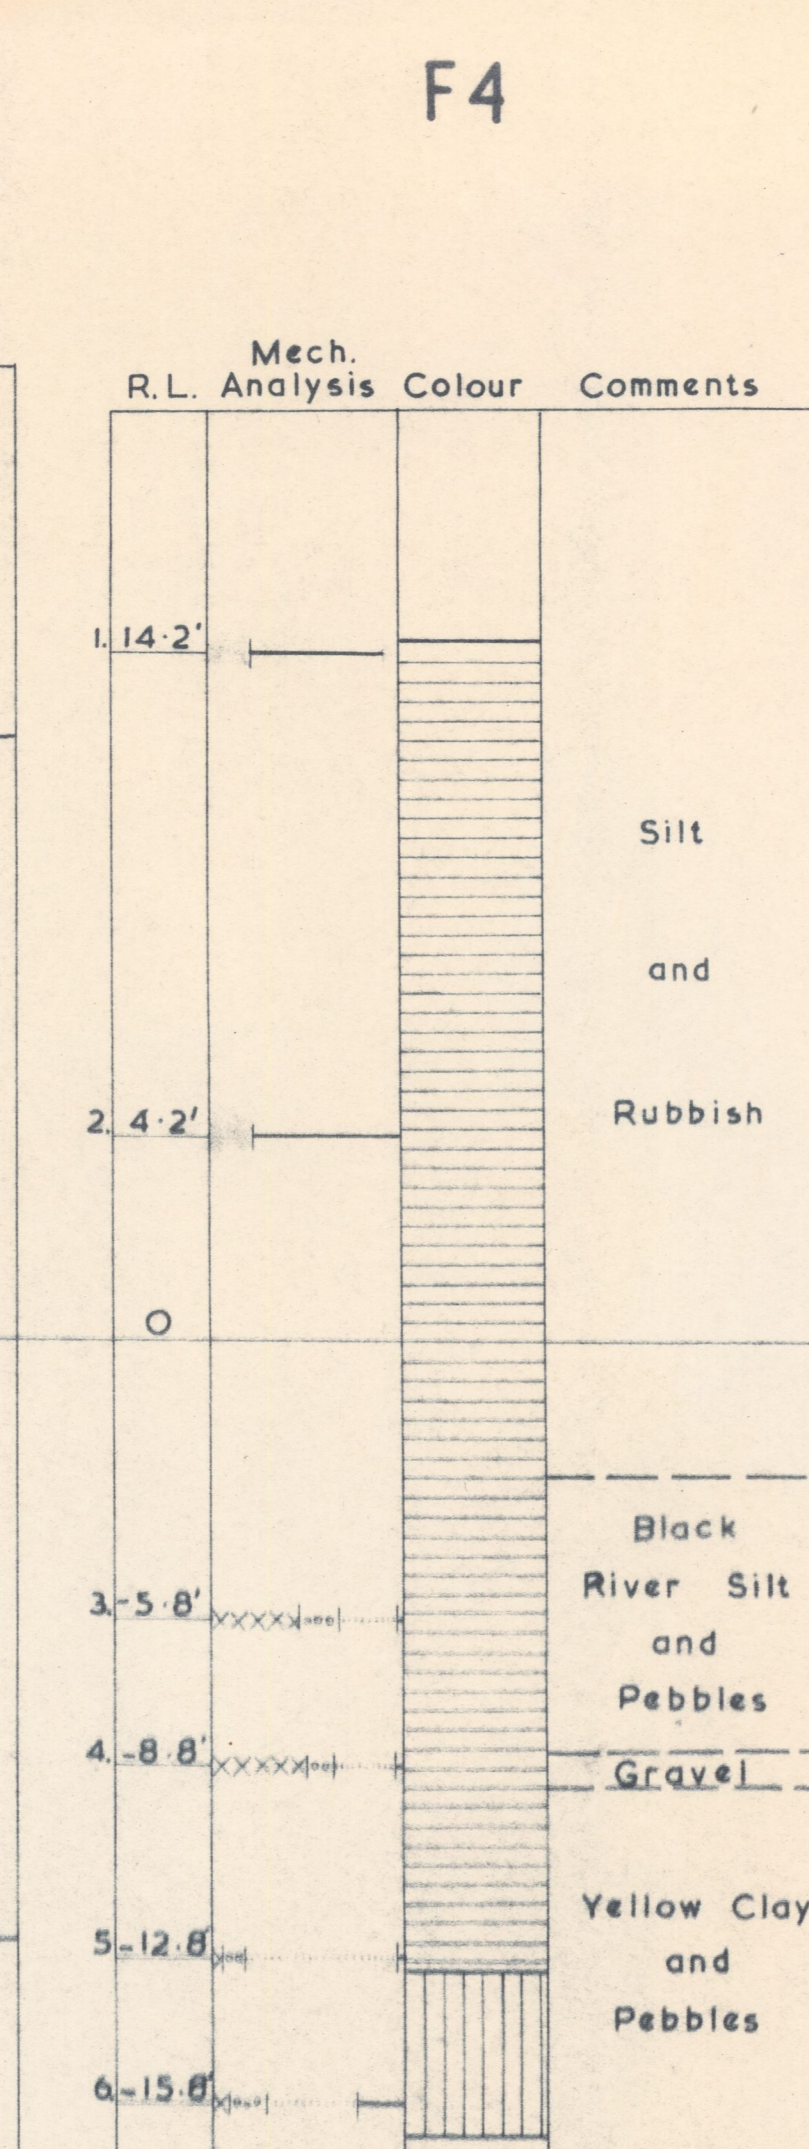 F4
Mech.
R.L. Analysis Colour Comments
1. 14·2'
Silt
and
Rubbish
2. 4·2'
O
Black
River Silt
and
Pebbles
3. -5·8'
4. -8·8'
Gravel
Yellow Clay
and
Pebbles
5 -12·8'
6. -15·8'